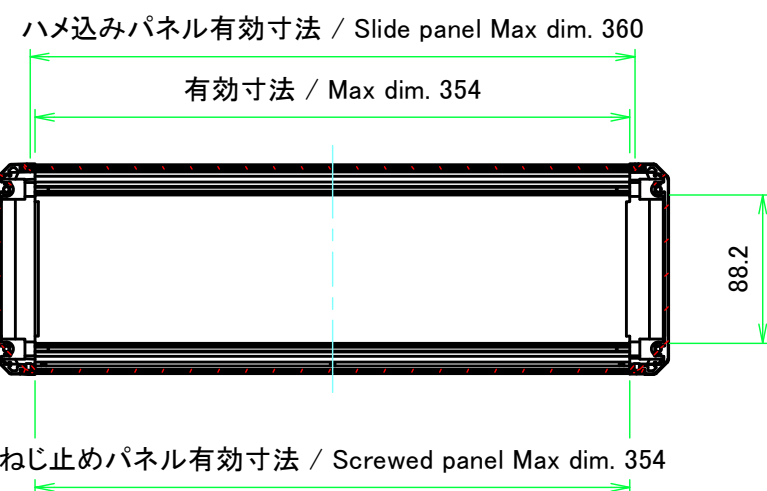 ハメ込みパネル有効寸法 / Slide panel Max dim. 360
有効寸法 / Max dim. 354
88.2
ねじ止めパネル有効寸法 / Screwed panel Max dim. 354